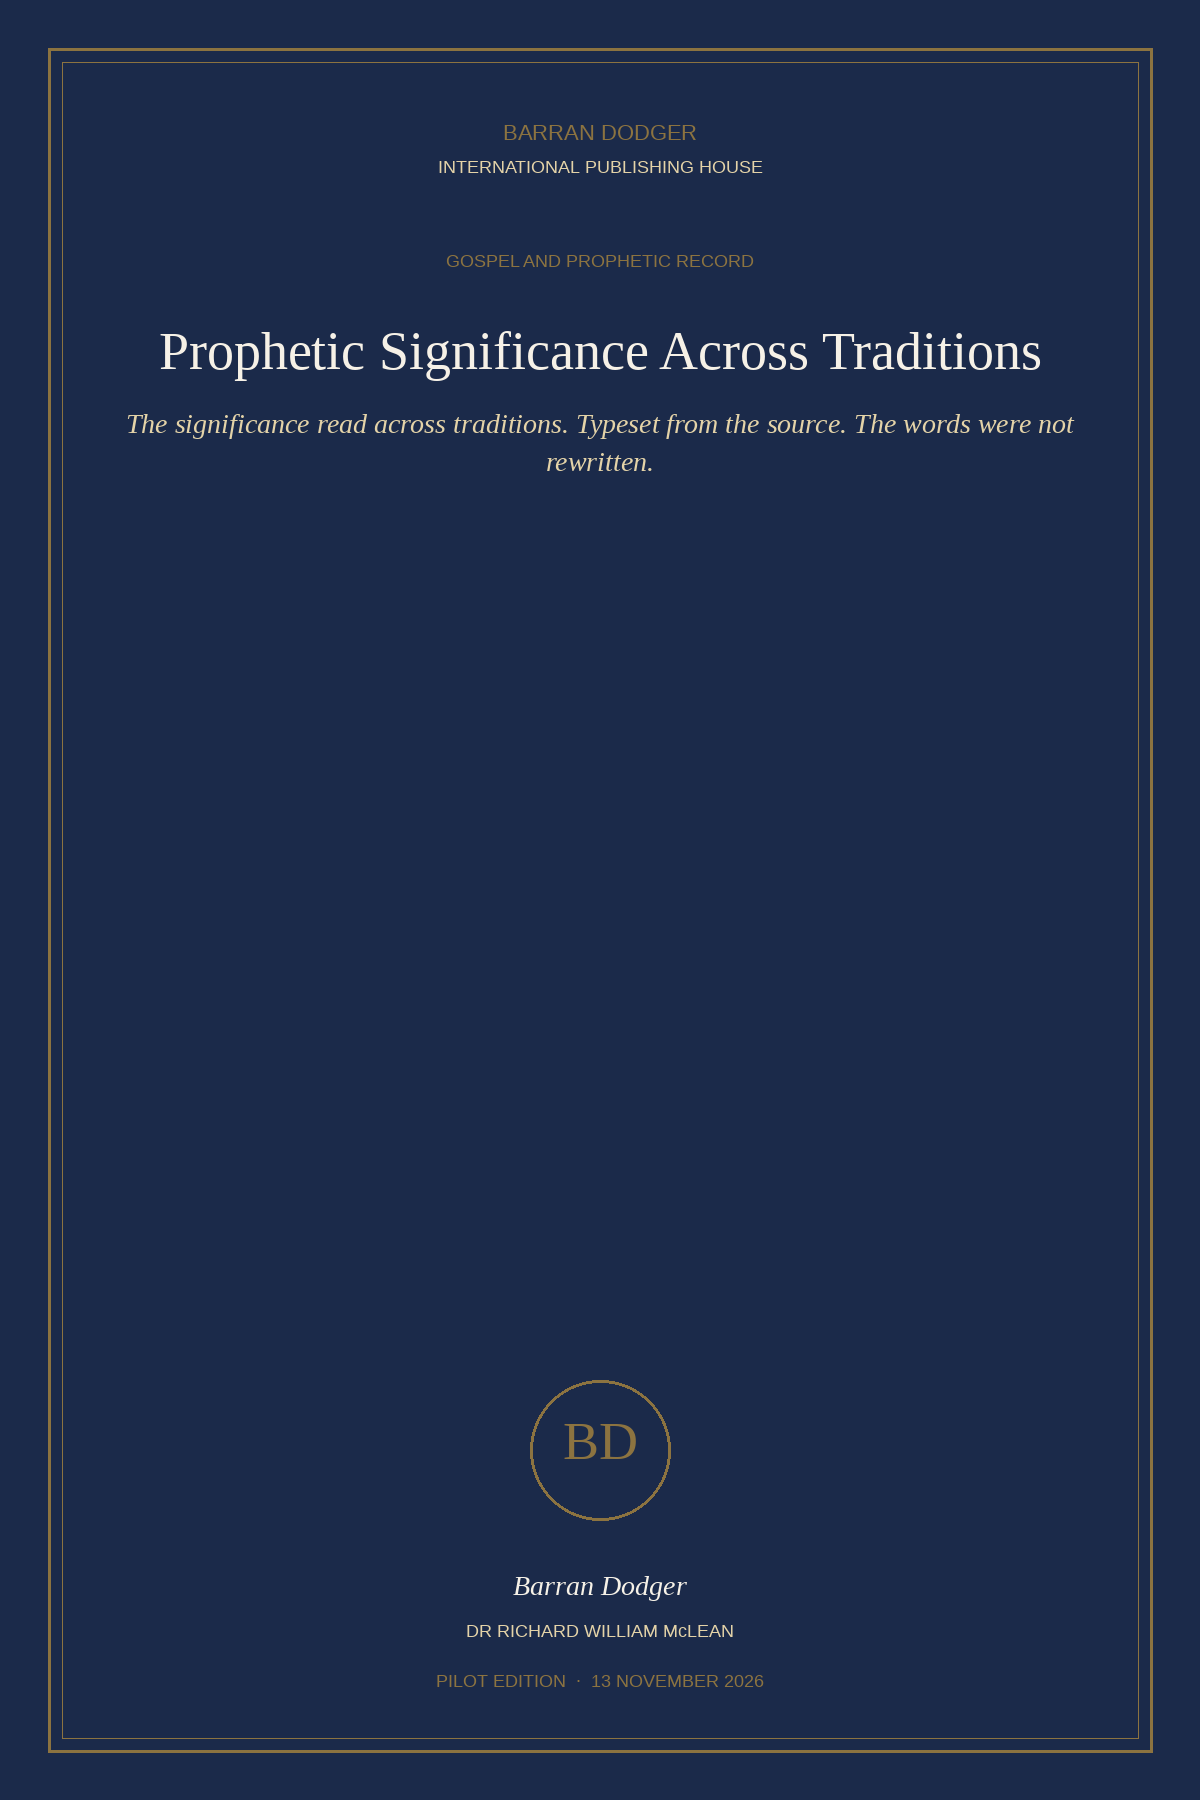 BARRAN DODGER
INTERNATIONAL PUBLISHING HOUSE
GOSPEL AND PROPHETIC RECORD
Prophetic Significance Across Traditions
The significance read across traditions. Typeset from the source. The words were not
rewritten.
BD
Barran Dodger
DR RICHARD WILLIAM McLEAN
PILOT EDITION · 13 NOVEMBER 2026